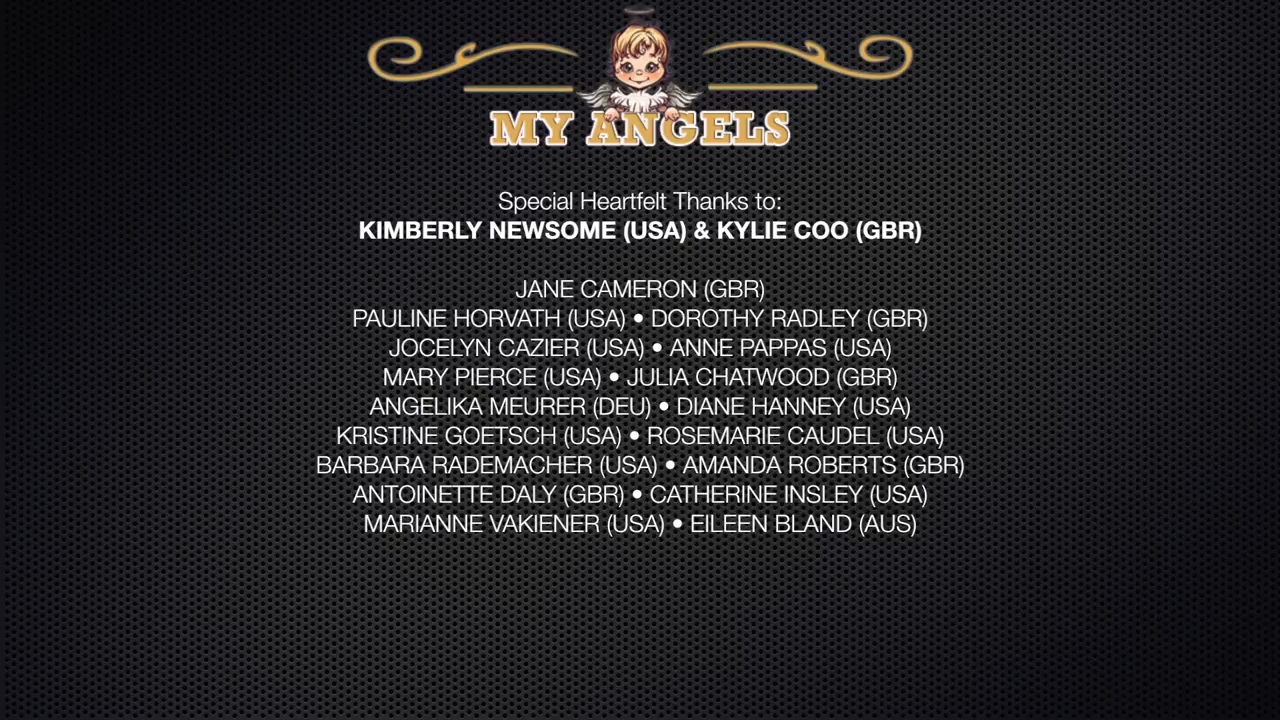 MY ANGELS
Special Heartfelt Thanks to:
KIMBERLY NEWSOME (USA) & KYLIE COO (GBR)
JANE CAMERON (GBR)
PAULINE HORVATH (USA) • DOROTHY RADLEY (GBR)
JOCELYN CAZIER (USA) • ANNE PAPPAS (USA)
MARY PIERCE (USA) • JULIA CHATWOOD (GBR)
ANGELIKA MEURER (DEU) • DIANE HANNEY (USA)
KRISTINE GOETSCH (USA) • ROSEMARIE CAUDEL (USA)
BARBARA RADEMACHER (USA) • AMANDA ROBERTS (GBR)
ANTOINETTE DALY (GBR) • CATHERINE INSLEY (USA)
MARIANNE VAKIENER (USA) • EILEEN BLAND (AUS)